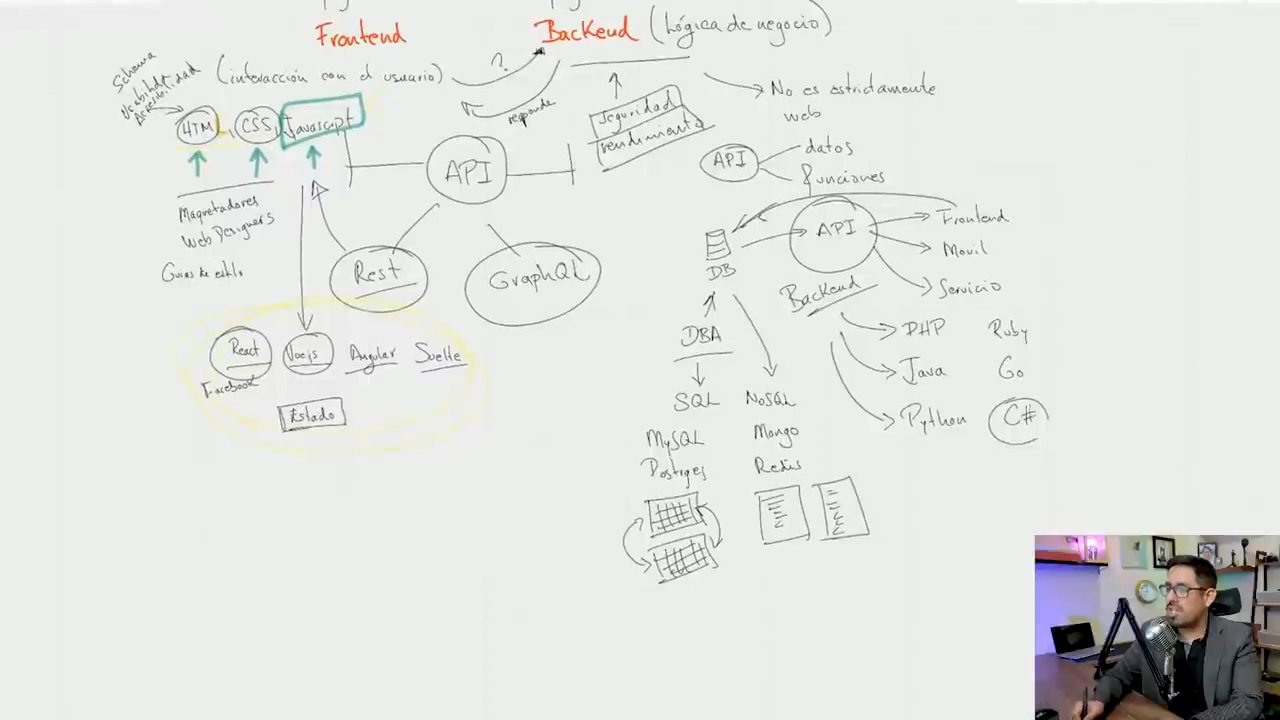 Frontend
Backend (Lógica de negocio)
Schema
Usabilidad
Accesibilidad
(interacción con el usuario)
?
responde
HTML, CSS, Javascript
Maquetadores
Web Designers
Guias de estilo
API
Rest
GraphQL
React
Facebook
Vuejs
Angular
Svelte
Estado
Seguridad
rendimiento
No es estrictamente
web
API
datos
funciones
DB
API
Backend
Frontend
Movil
Servicio
DBA
SQL
MySQL
Postgres
NoSQL
Mongo
Redis
PHP
Java
Python
Ruby
Go
C#